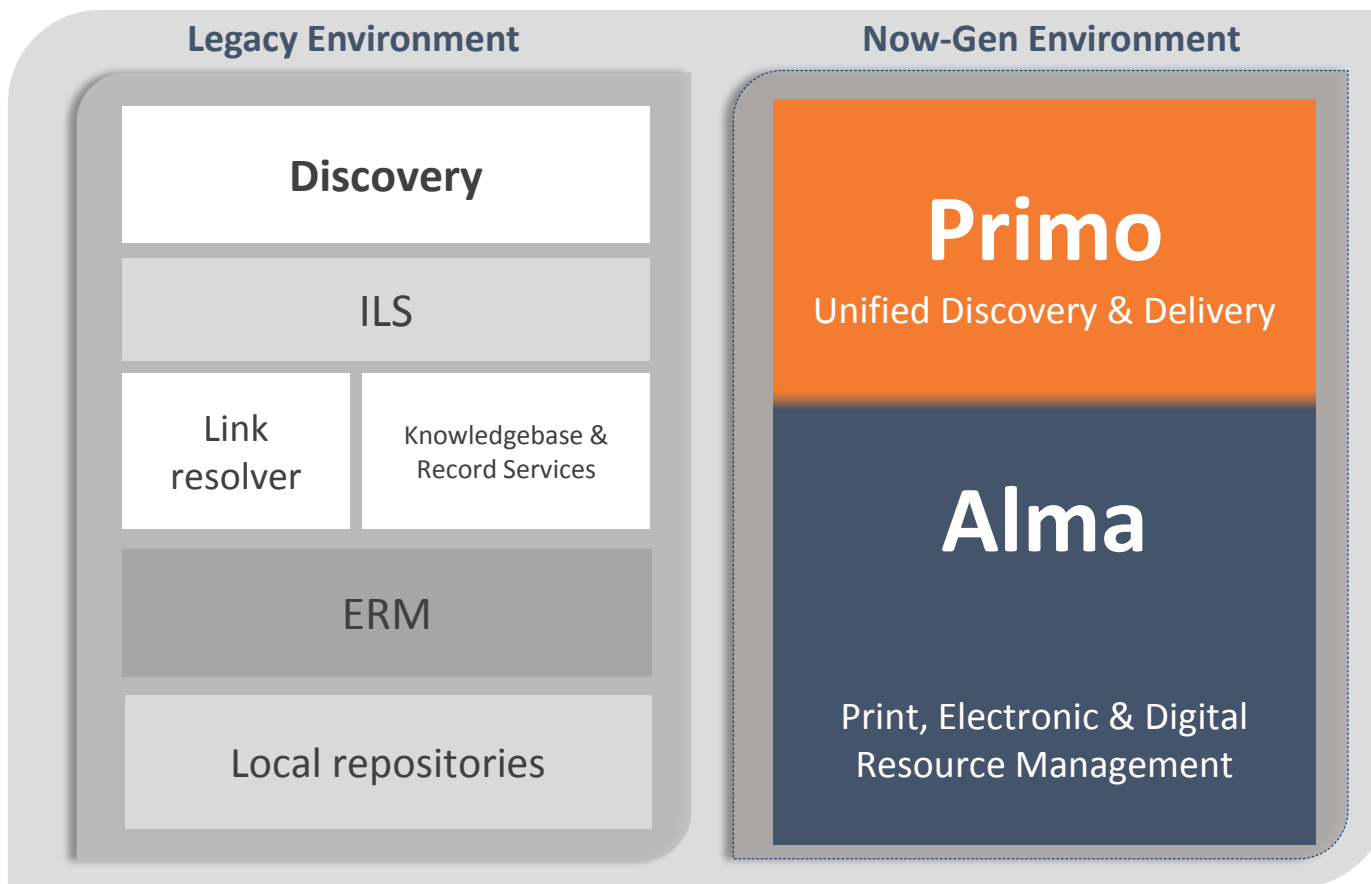 Legacy Environment
Discovery
ILS
Link
resolver
Knowledgebase &
Record Services
ERM
Local repositories
Now-Gen Environment
Primo
Unified Discovery & Delivery
Alma
Print, Electronic & Digital
Resource Management